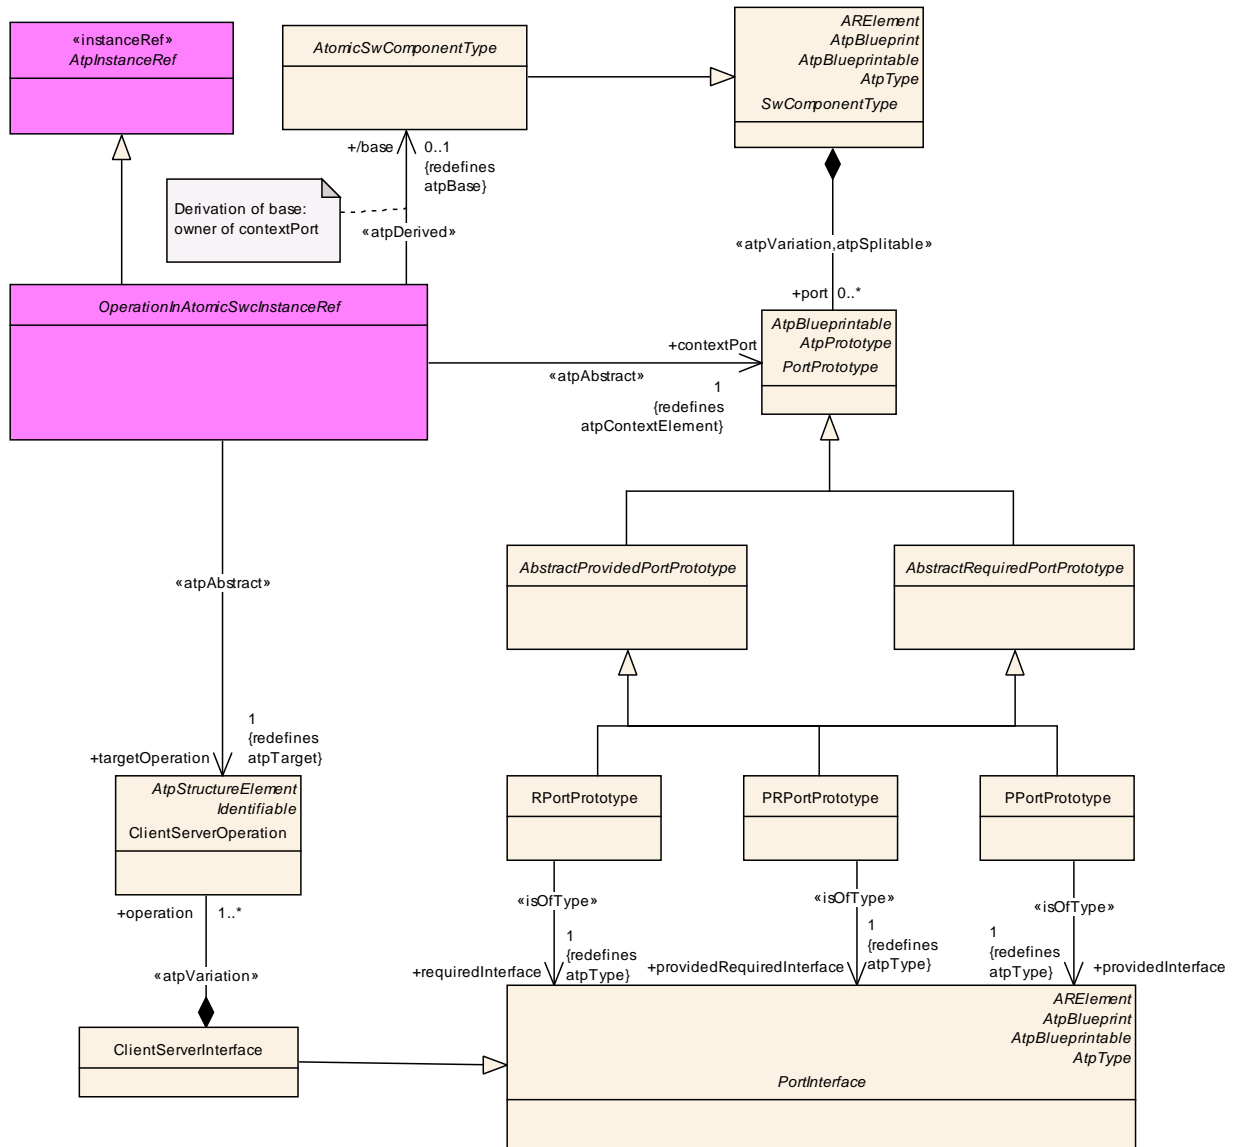 «instanceRef»
AtpInstanceRef
AtomicSwComponentType
ARElement
AtpBlueprint
AtpBlueprintable
AtpType
SwComponentType
+/base
0..1
{redefines
atpBase}
Derivation of base:
owner of contextPort
«atpDerived»
«atpVariation,atpSplitable»
+port
0..*
OperationInAtomicSwcInstanceRef
AtpBlueprintable
AtpPrototype
PortPrototype
+contextPort
«atpAbstract»
1
{redefines
atpContextElement}
AbstractProvidedPortPrototype
AbstractRequiredPortPrototype
«atpAbstract»
1
{redefines
atpTarget}
+targetOperation
AtpStructureElement
Identifiable
ClientServerOperation
RPortPrototype
PRPortPrototype
PPortPrototype
«isOfType»
«isOfType»
«isOfType»
+operation
1..*
«atpVariation»
1
{redefines
atpType}
+requiredInterface
1
{redefines
atpType}
+providedRequiredInterface
1
{redefines
atpType}
+providedInterface
ClientServerInterface
ARElement
AtpBlueprint
AtpBlueprintable
AtpType
PortInterface